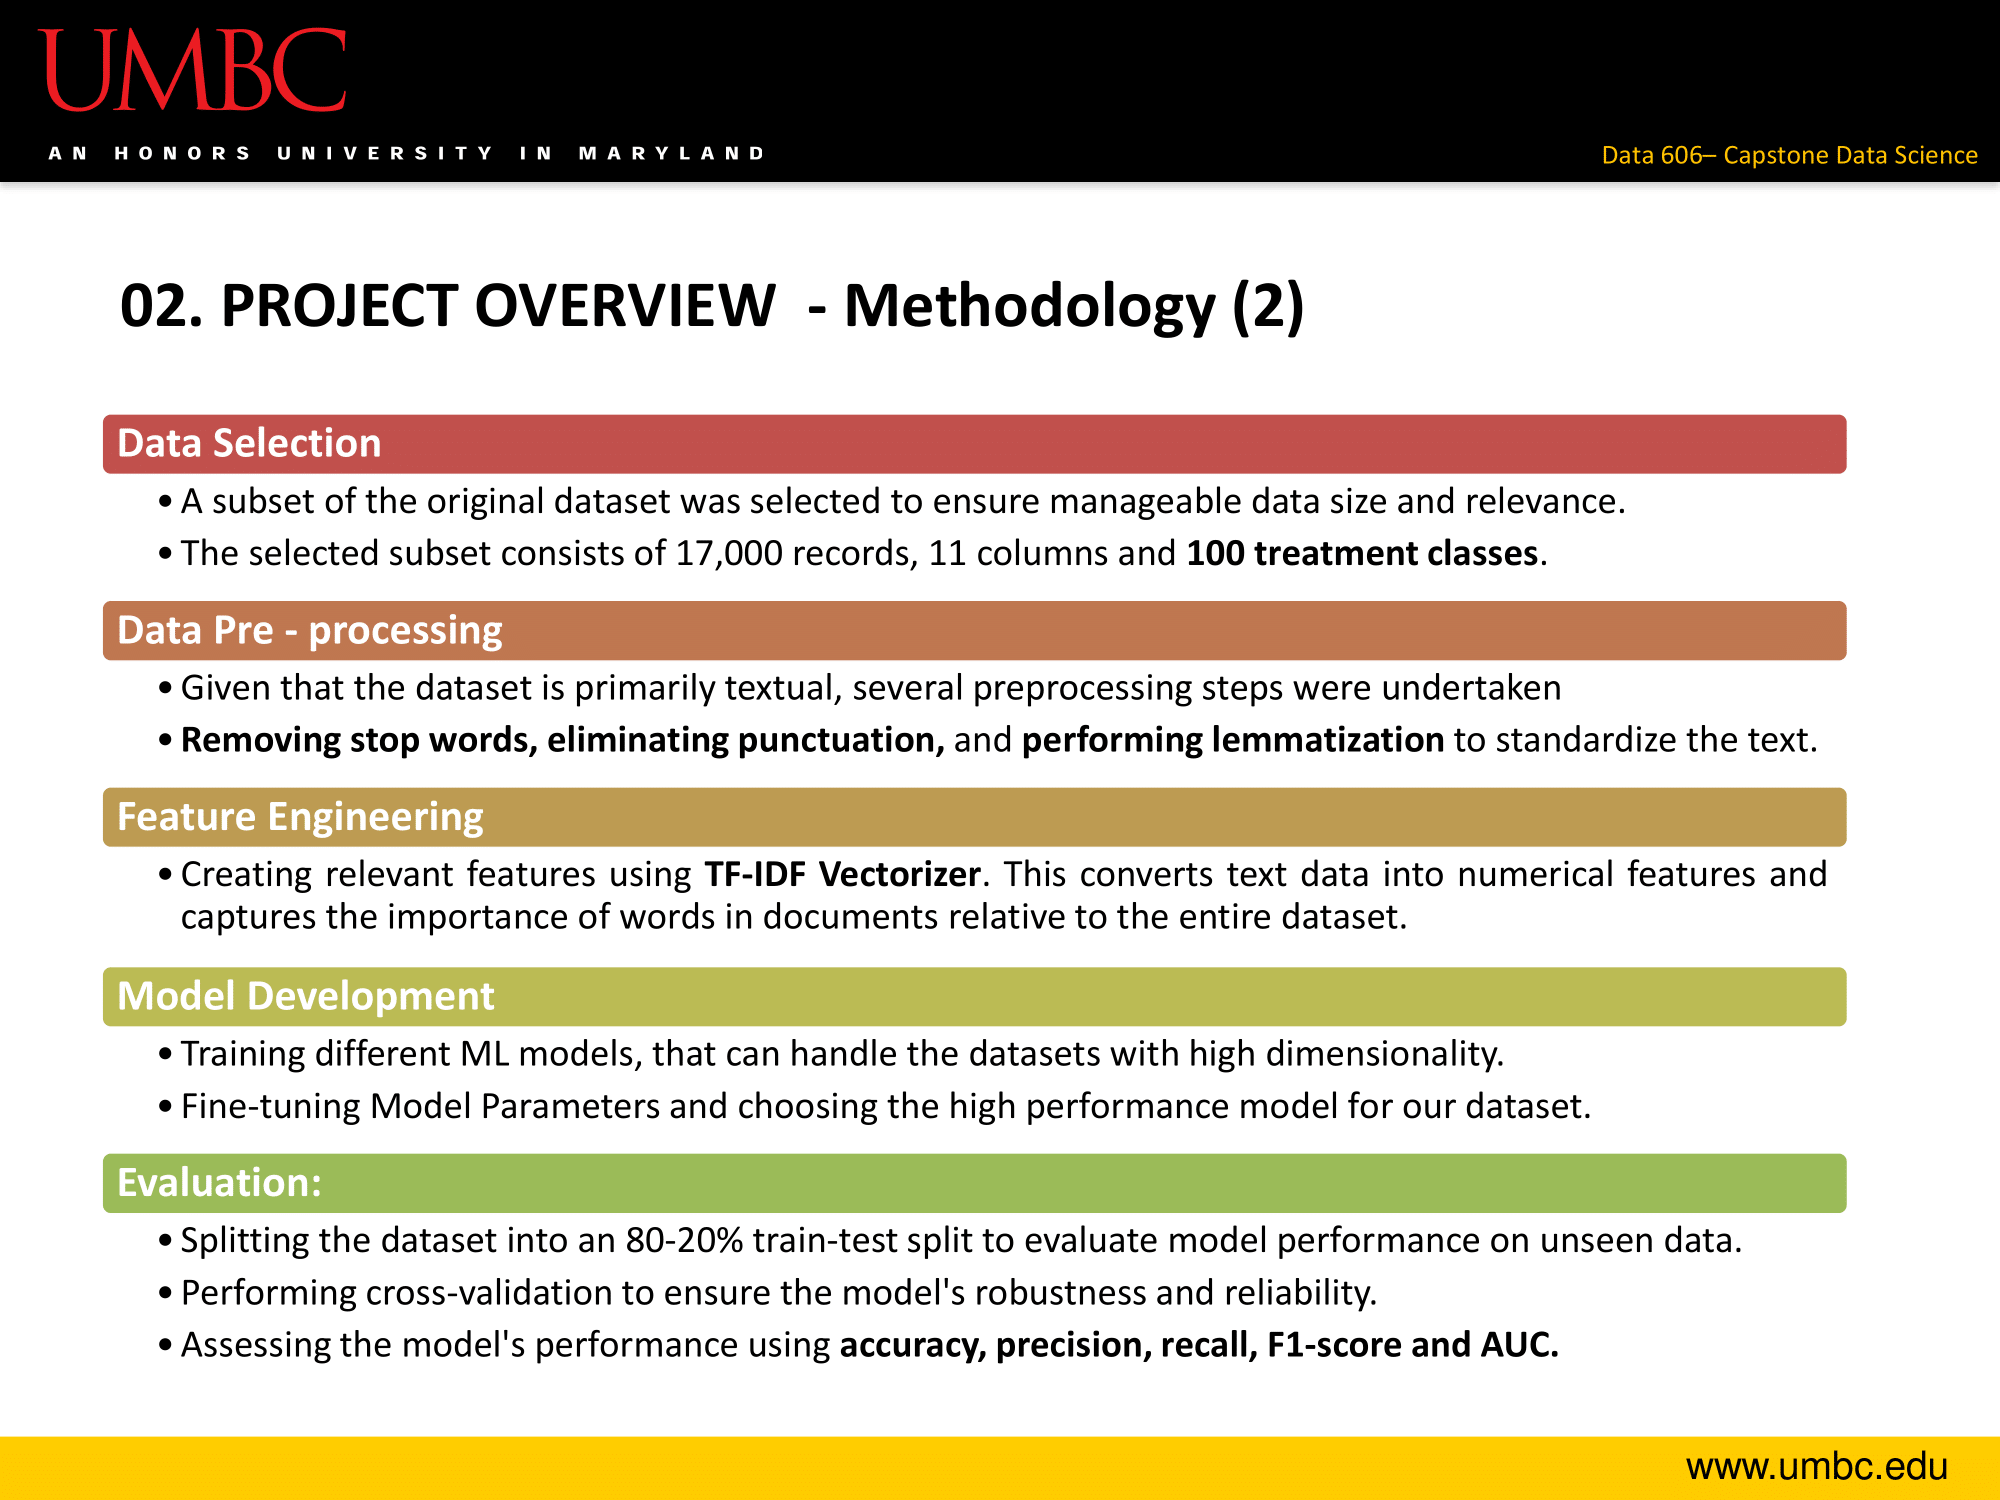 UMBC
AN HONORS UNIVERSITY IN MARYLAND
Data 606– Capstone Data Science
02. PROJECT OVERVIEW  - Methodology (2)
Data Selection
• A subset of the original dataset was selected to ensure manageable data size and relevance.
• The selected subset consists of 17,000 records, 11 columns and 100 treatment classes.
Data Pre - processing
• Given that the dataset is primarily textual, several preprocessing steps were undertaken
• Removing stop words, eliminating punctuation, and performing lemmatization to standardize the text.
Feature Engineering
• Creating relevant features using TF-IDF Vectorizer. This converts text data into numerical features and
captures the importance of words in documents relative to the entire dataset.
Model Development
• Training different ML models, that can handle the datasets with high dimensionality.
• Fine-tuning Model Parameters and choosing the high performance model for our dataset.
Evaluation:
• Splitting the dataset into an 80-20% train-test split to evaluate model performance on unseen data.
• Performing cross-validation to ensure the model's robustness and reliability.
• Assessing the model's performance using accuracy, precision, recall, F1-score and AUC.
www.umbc.edu